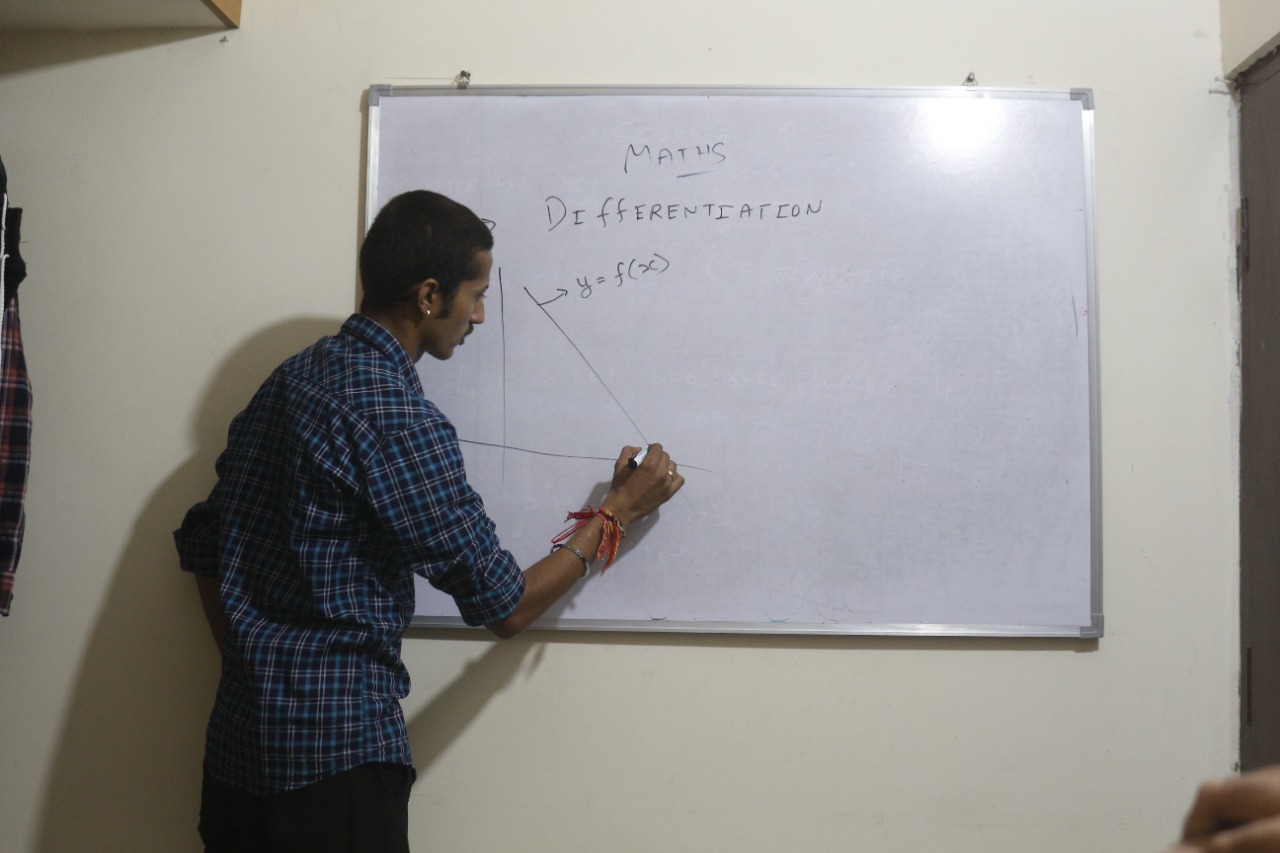 MATHS
DIffERENTIATION
y = f(x)